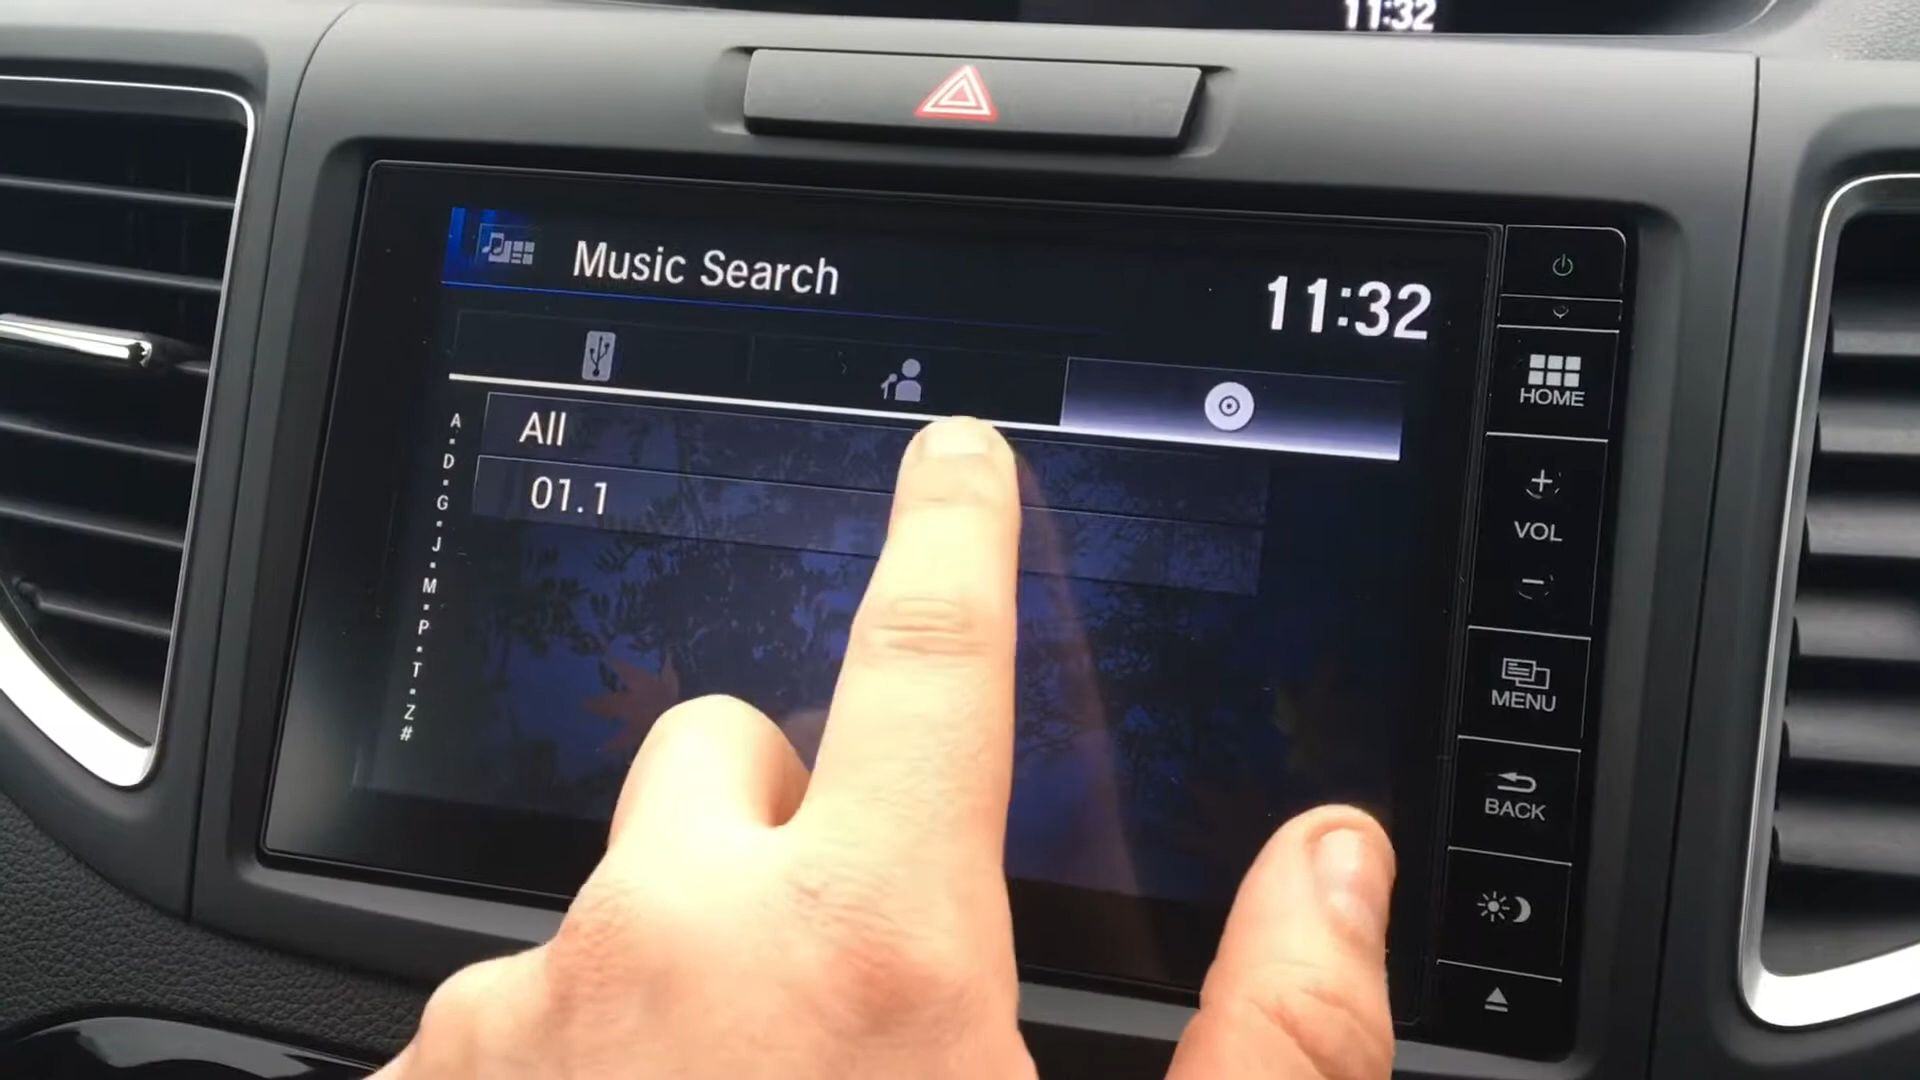 11:32
Music Search
11:32
All
01.1
A
D
G
J
M
P
T
Z
#
HOME
+
VOL
−
MENU
BACK